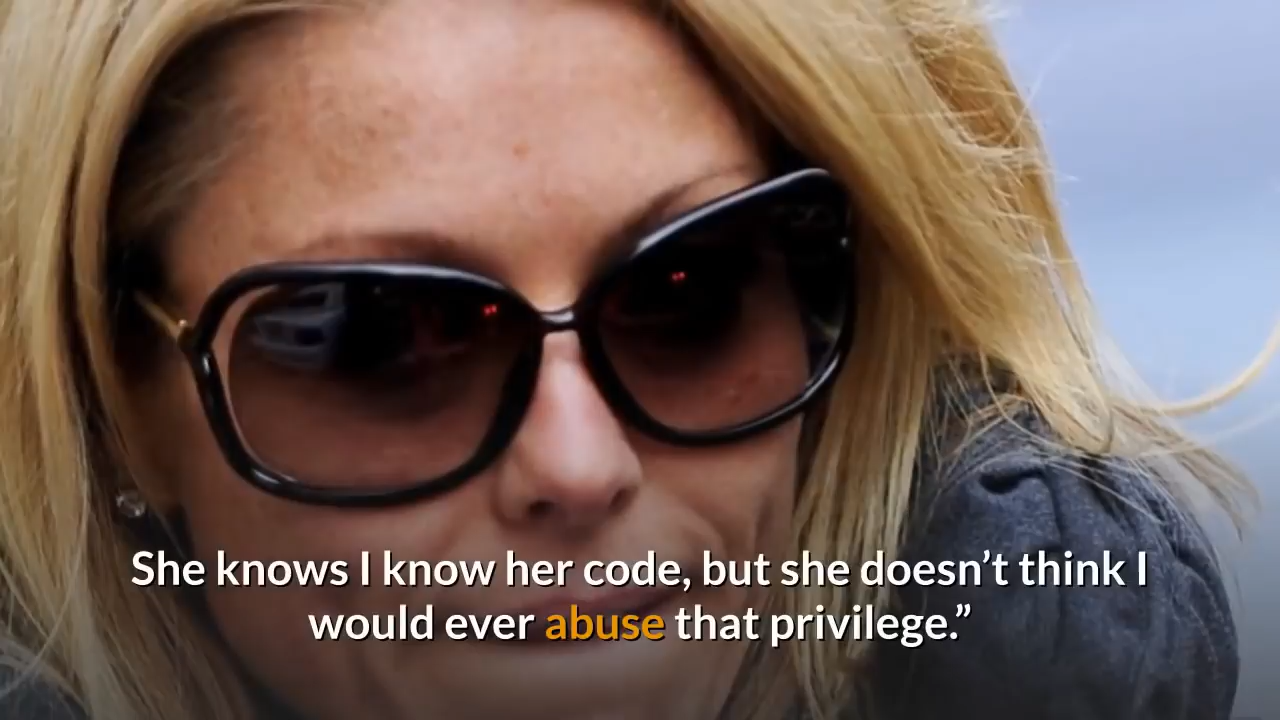 She knows I know her code, but she doesn’t think I
would ever abuse that privilege.”